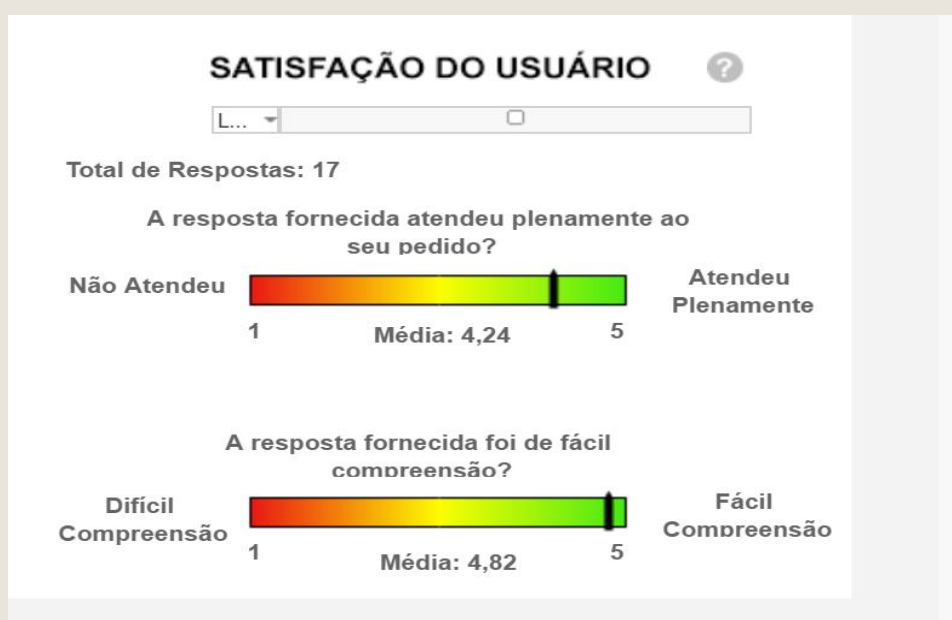 SATISFAÇÃO DO USUÁRIO ?
L...
Total de Respostas: 17
A resposta fornecida atendeu plenamente ao
seu pedido?
Não Atendeu
Atendeu
Plenamente
1
Média: 4,24
5
A resposta fornecida foi de fácil
compreensão?
Difícil
Compreensão
Fácil
Compreensão
1
Média: 4,82
5